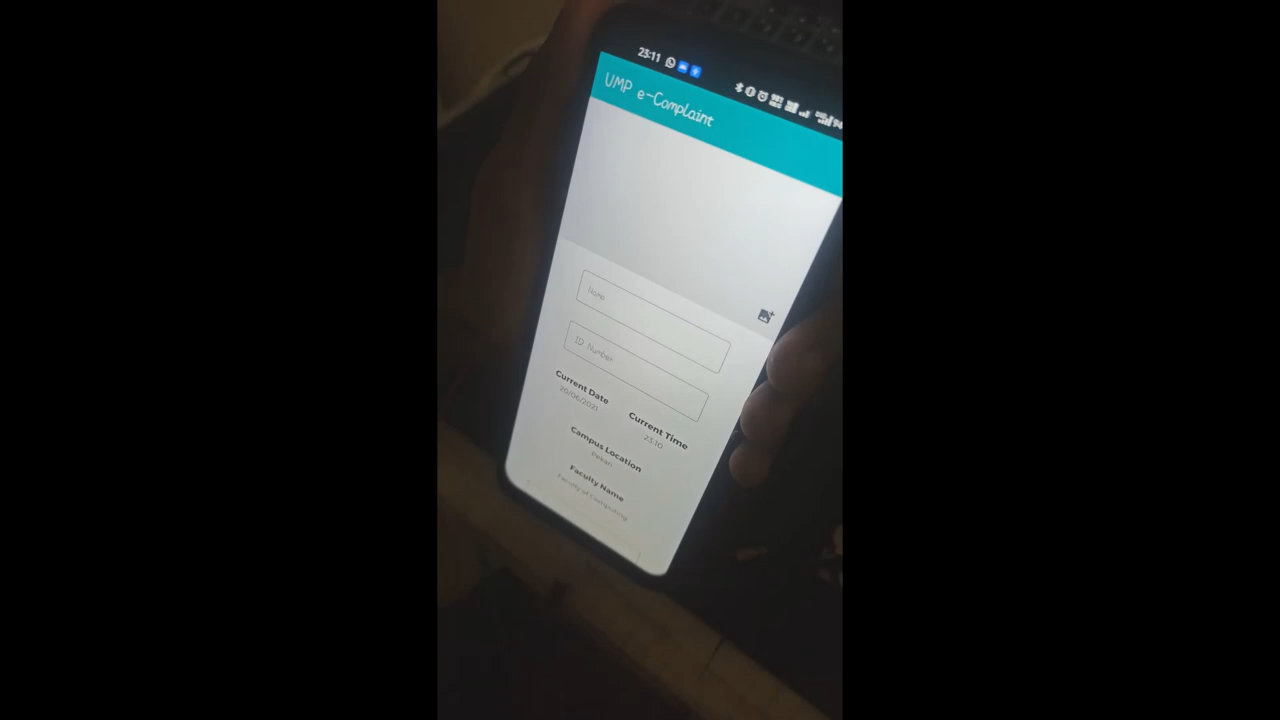 23:11
UMP e-Complaint
Name
ID Number
Current Date
20/06/2021
Current Time
23:10
Campus Location
Pekan
Faculty Name
Faculty of Computing